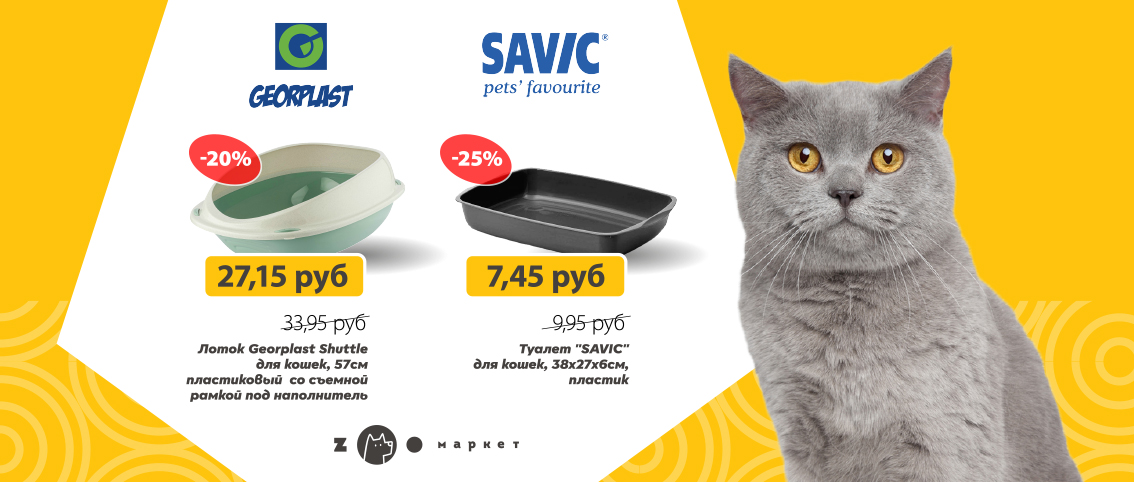 GEORPLAST
SAVIC®
pets' favourite
-20%
-25%
27,15 руб
7,45 руб
33,95 руб
9,95 руб
Лоток Georplast Shuttle
для кошек, 57см
пластиковый со съемной
рамкой под наполнитель
Туалет "SAVIC"
для кошек, 38х27х6см,
пластик
Z маркет